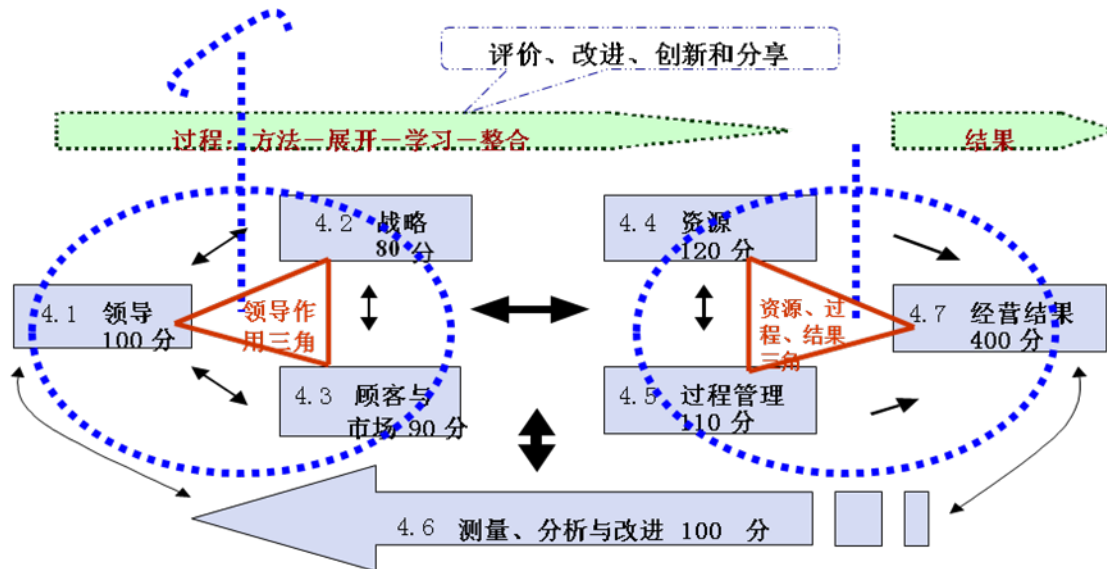 评价、改进、创新和分享
过程：方法－展开－学习－整合
结果
4.2 战略
80 分
4.4 资源
120 分
4.1 领导
100 分
领导作
用三角
资源、过
程、结果
三角
4.7 经营结果
400 分
4.3 顾客与
市场 90 分
4.5 过程管理
110 分
4.6 测量、分析与改进 100 分